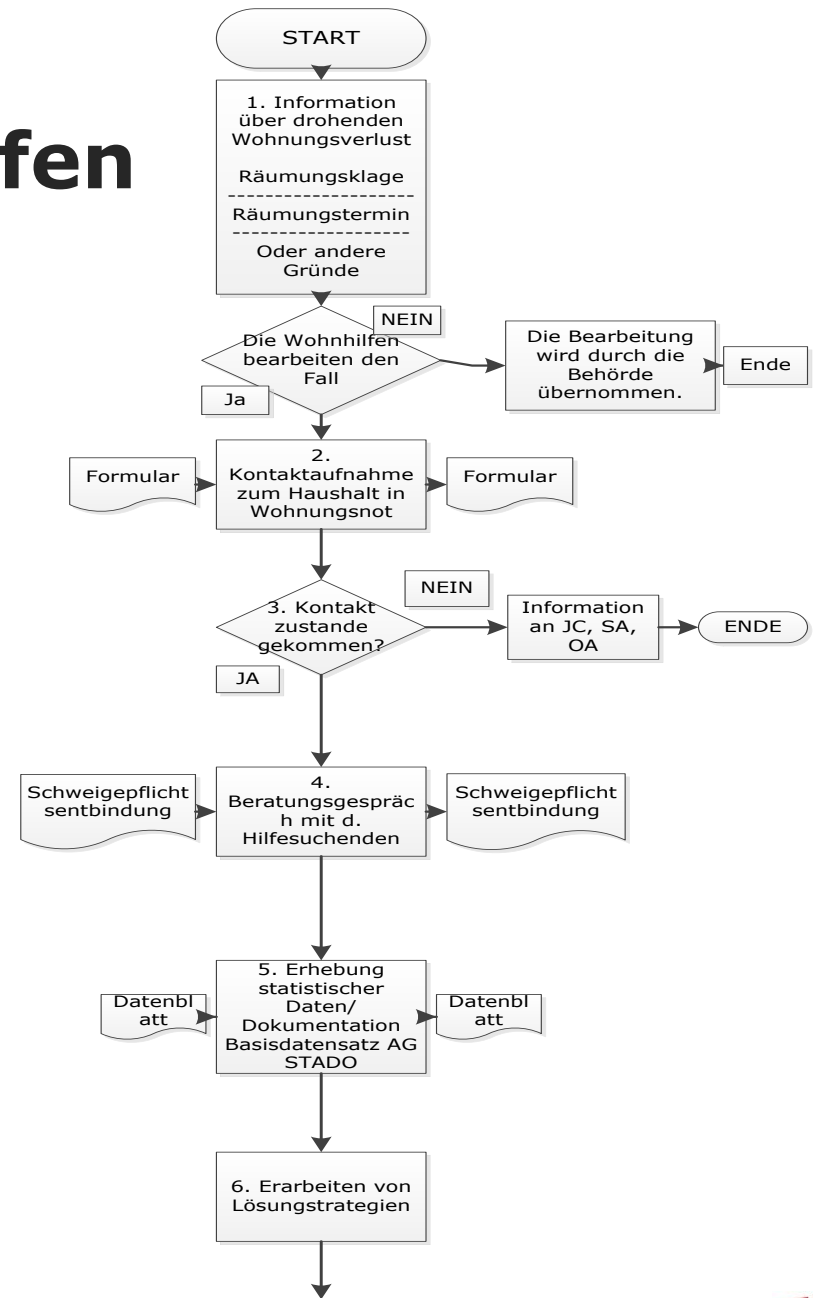 START
fen
1. Information
über drohenden
Wohnungsverlust
Räumungsklage
--------------------
Räumungstermin
--------------------
Oder andere
Gründe
NEIN
Die Wohnhilfen
bearbeiten den
Fall
Ja
Die Bearbeitung
wird durch die
Behörde
übernommen.
Ende
Formular
2.
Kontaktaufnahme
zum Haushalt in
Wohnungsnot
Formular
3. Kontakt
zustande
gekommen?
NEIN
JA
Information
an JC, SA,
OA
ENDE
Schweigepflicht
sentbindung
4.
Beratungsgespräc
h mit d.
Hilfesuchenden
Schweigepflicht
sentbindung
Datenbl
att
5. Erhebung
statistischer
Daten/
Dokumentation
Basisdatensatz AG
STADO
Datenbl
att
6. Erarbeiten von
Lösungstrategien